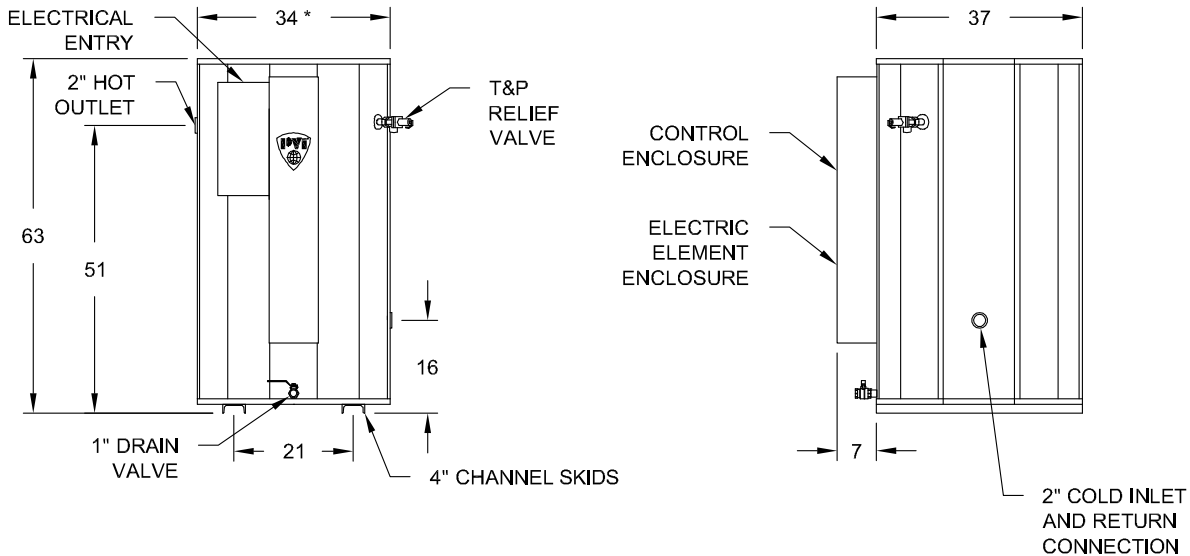 ELECTRICAL
ENTRY
34 *
2" HOT
OUTLET
T&P
RELIEF
VALVE
63
51
16
1" DRAIN
VALVE
21
4" CHANNEL SKIDS
37
CONTROL
ENCLOSURE
ELECTRIC
ELEMENT
ENCLOSURE
7
2" COLD INLET
AND RETURN
CONNECTION